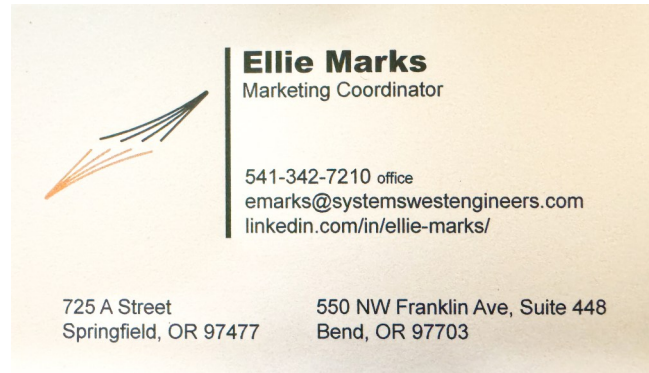 Ellie Marks
Marketing Coordinator
541-342-7210 office
emarks@systemswestengineers.com
linkedin.com/in/ellie-marks/
725 A Street
Springfield, OR 97477
550 NW Franklin Ave, Suite 448
Bend, OR 97703